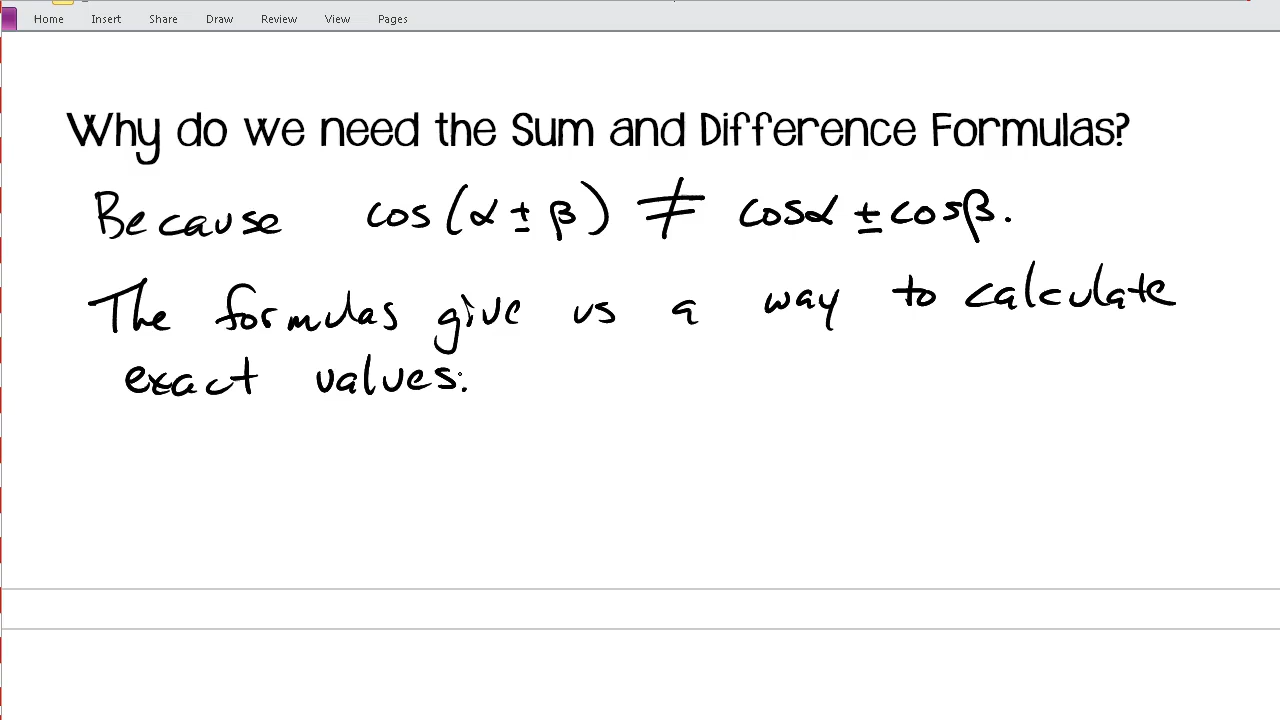 Home Insert Share Draw Review View Pages
Why do we need the Sum and Difference Formulas?
Because cos(α ± β) ≠ cosα ± cosβ.
The formulas give us a way to calculate
exact values.